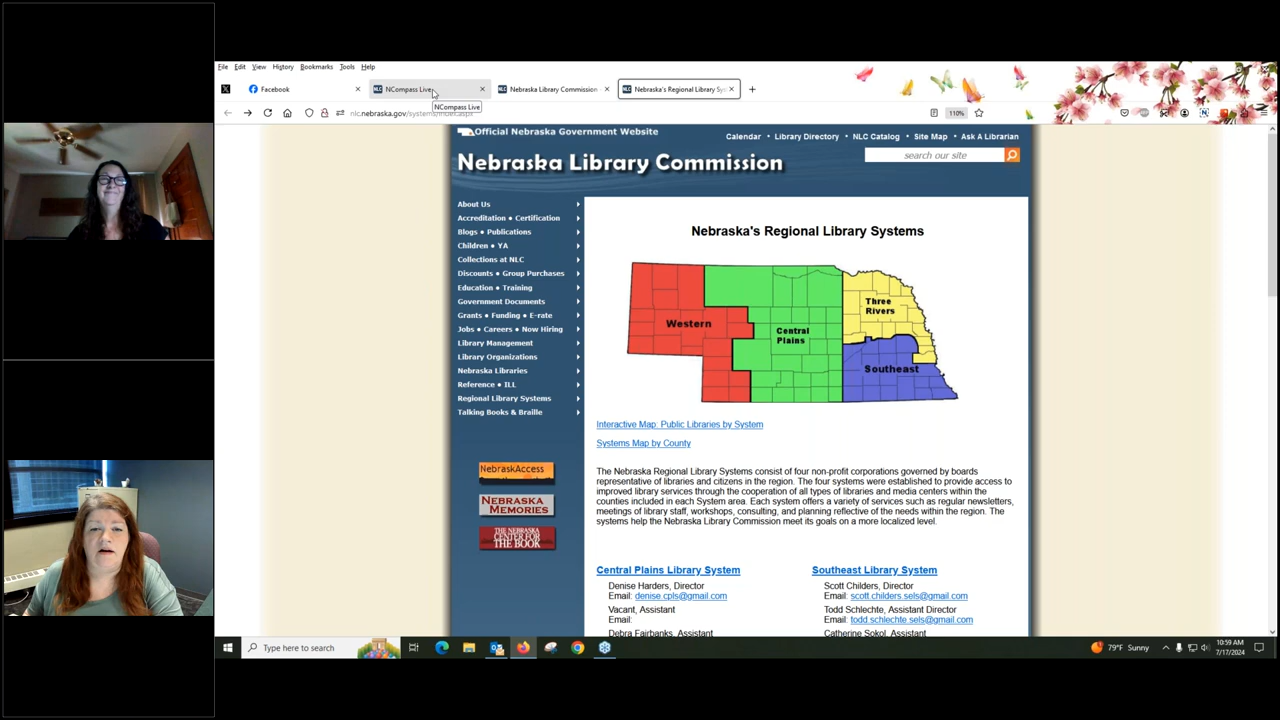 File Edit View History Bookmarks Tools Help
Facebook
NCompass Live
Nebraska Library Commission
Nebraska's Regional Library Sys
NCompass Live
nlc.nebraska.gov/systems/index.aspx
110%
Official Nebraska Government Website
Calendar • Library Directory • NLC Catalog • Site Map • Ask A Librarian
Nebraska Library Commission
search our site
About Us
Accreditation • Certification
Blogs • Publications
Children • YA
Collections at NLC
Discounts • Group Purchases
Education • Training
Government Documents
Grants • Funding • E-rate
Jobs • Careers • Now Hiring
Library Management
Library Organizations
Nebraska Libraries
Reference • ILL
Regional Library Systems
Talking Books & Braille
NebraskAccess
NEBRASKA
MEMORIES
THE NEBRASKA
CENTER FOR
THE BOOK
Nebraska's Regional Library Systems
Western
Central
Plains
Three
Rivers
Southeast
Interactive Map: Public Libraries by System
Systems Map by County
The Nebraska Regional Library Systems consist of four non-profit corporations governed by boards
representative of libraries and citizens in the region. The four systems were established to provide access to
improved library services through the cooperation of all types of libraries and media centers within the
counties included in each System area. Each system offers a variety of services such as regular newsletters,
meetings of library staff, workshops, consulting, and planning reflective of the needs within the region. The
systems help the Nebraska Library Commission meet its goals on a more localized level.
Central Plains Library System
Denise Harders, Director
Email: denise.cpls@gmail.com
Vacant, Assistant
Email:
Debra Fairbanks, Assistant
Southeast Library System
Scott Childers, Director
Email: scott.childers.sels@gmail.com
Todd Schlechte, Assistant Director
Email: todd.schlechte.sels@gmail.com
Catherine Sokol, Assistant
Type here to search
79°F Sunny
10:59 AM
7/17/2024